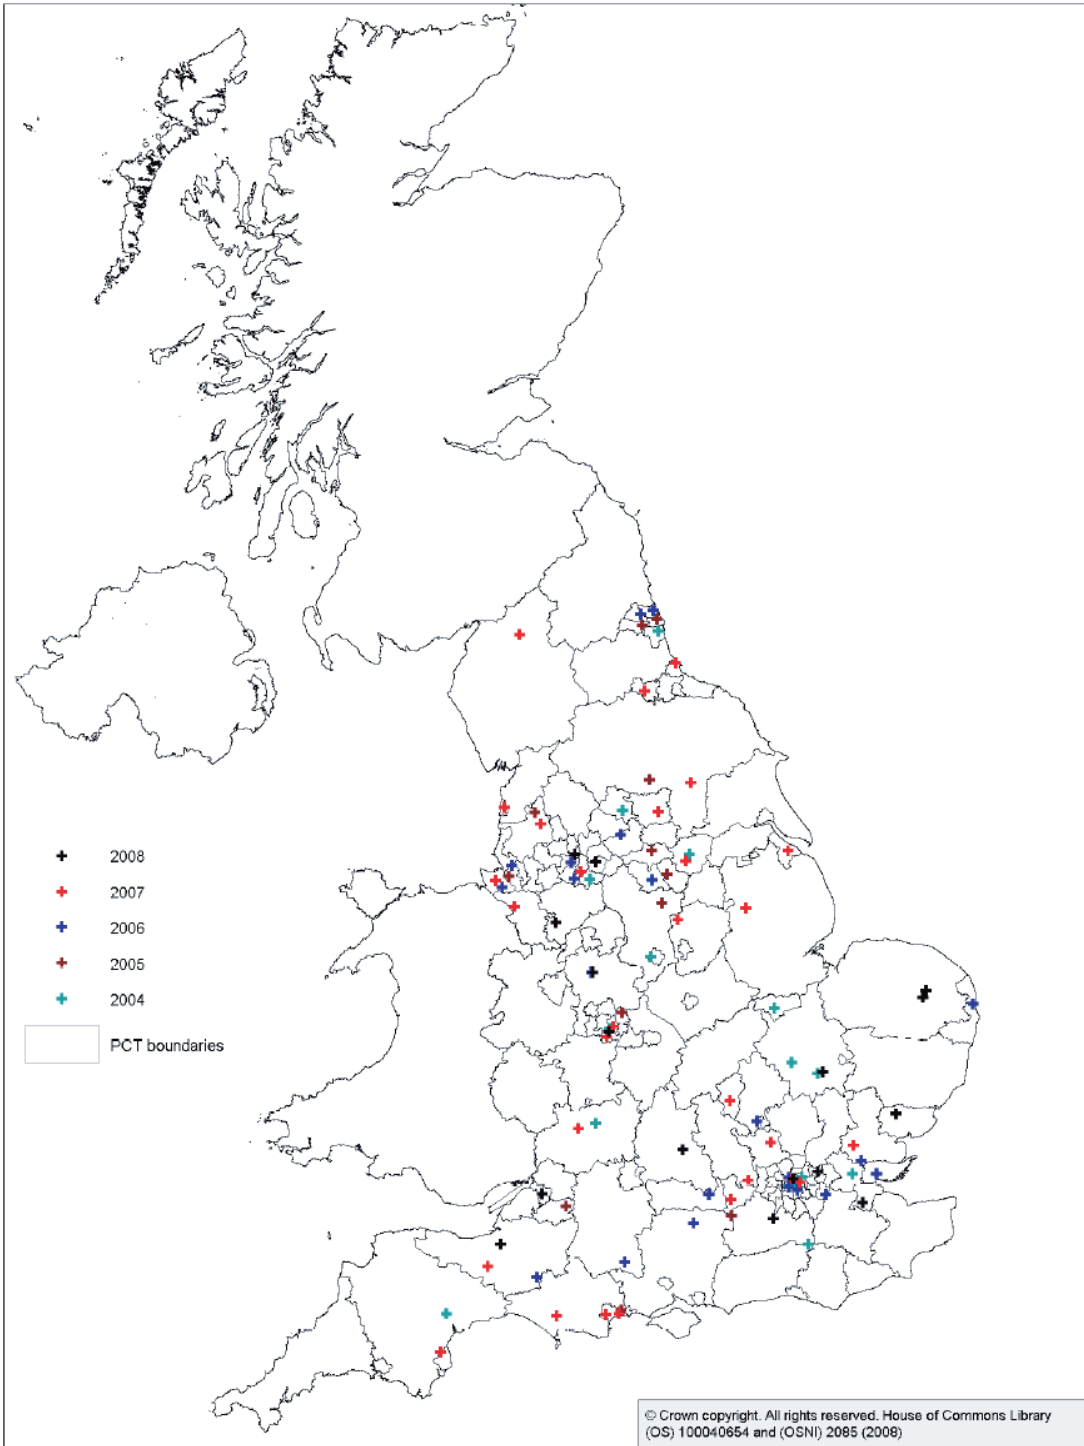 2008
2007
2006
2005
2004
PCT boundaries
© Crown copyright. All rights reserved. House of Commons Library
(OS) 100040654 and (OSNI) 2085 (2008)